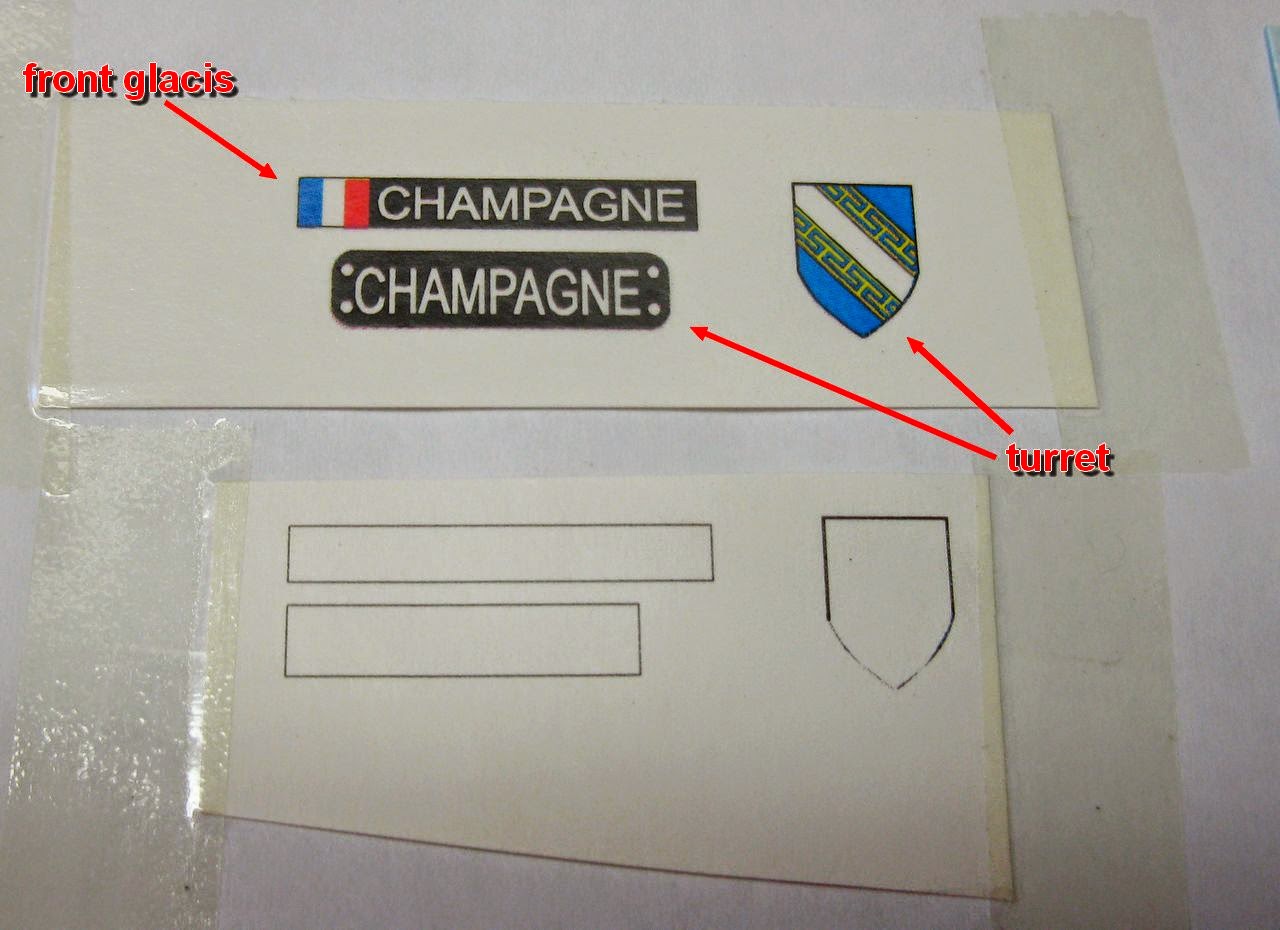 front glacis
CHAMPAGNE
CHAMPAGNE
turret